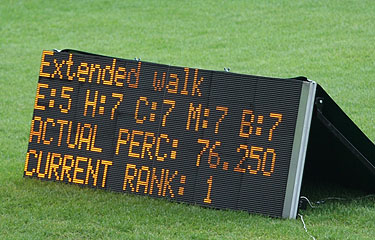 Extended walk
E:5 H:7 C:7 M:7 B:7
ACTUAL PERC: 76.250
CURRENT RANK: 1